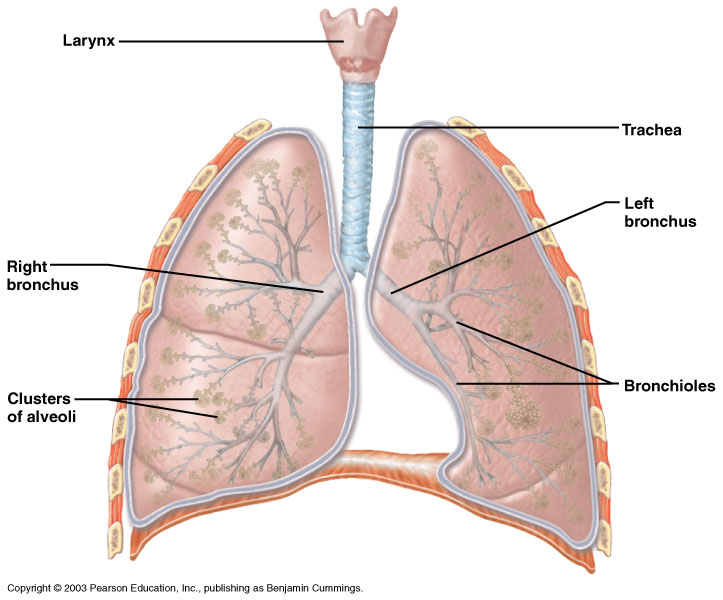 Larynx
Trachea
Left
bronchus
Right
bronchus
Clusters
of alveoli
Bronchioles
Copyright © 2003 Pearson Education, Inc., publishing as Benjamin Cummings.